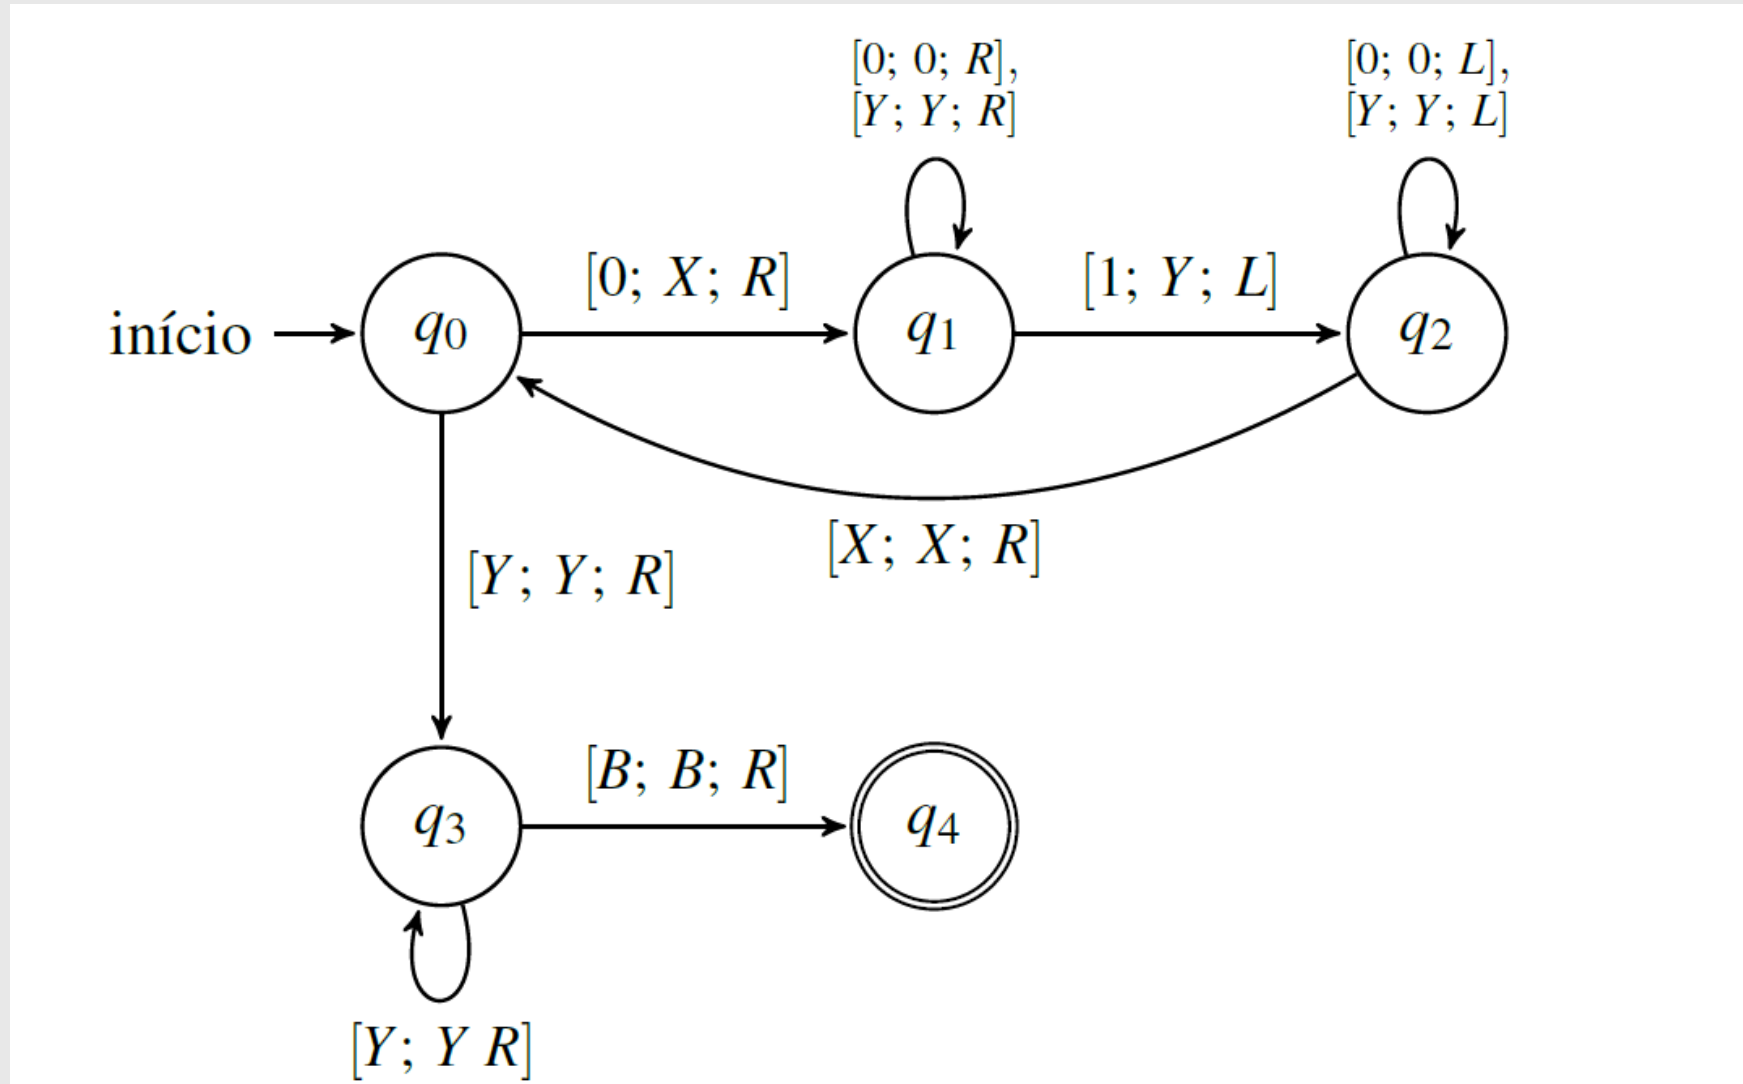 [0; 0; R],
[Y; Y; R]
[0; 0; L],
[Y; Y; L]
início
q0
[0; X; R]
q1
[1; Y; L]
q2
[X; X; R]
[Y; Y; R]
q3
[B; B; R]
q4
[Y; Y R]